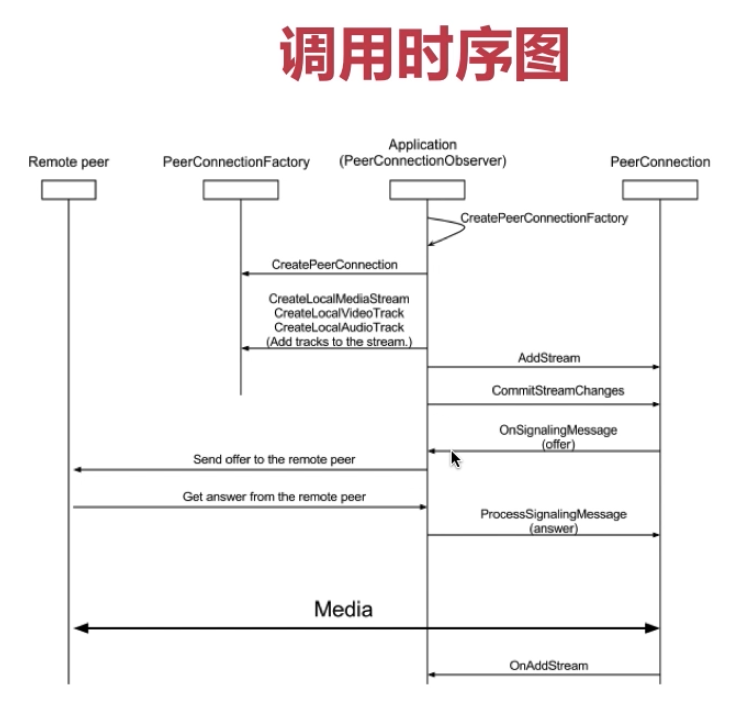 调用时序图
Remote peer
PeerConnectionFactory
Application
(PeerConnectionObserver)
PeerConnection
CreatePeerConnectionFactory
CreatePeerConnection
CreateLocalMediaStream
CreateLocalVideoTrack
CreateLocalAudioTrack
(Add tracks to the stream.)
AddStream
CommitStreamChanges
OnSignalingMessage
(offer)
Send offer to the remote peer
Get answer from the remote peer
ProcessSignalingMessage
(answer)
Media
OnAddStream